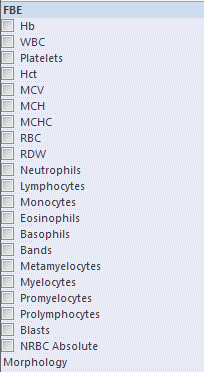 FBE
Hb
WBC
Platelets
Hct
MCV
MCH
MCHC
RBC
RDW
Neutrophils
Lymphocytes
Monocytes
Eosinophils
Basophils
Bands
Metamyelocytes
Myelocytes
Promyelocytes
Prolymphocytes
Blasts
NRBC Absolute
Morphology